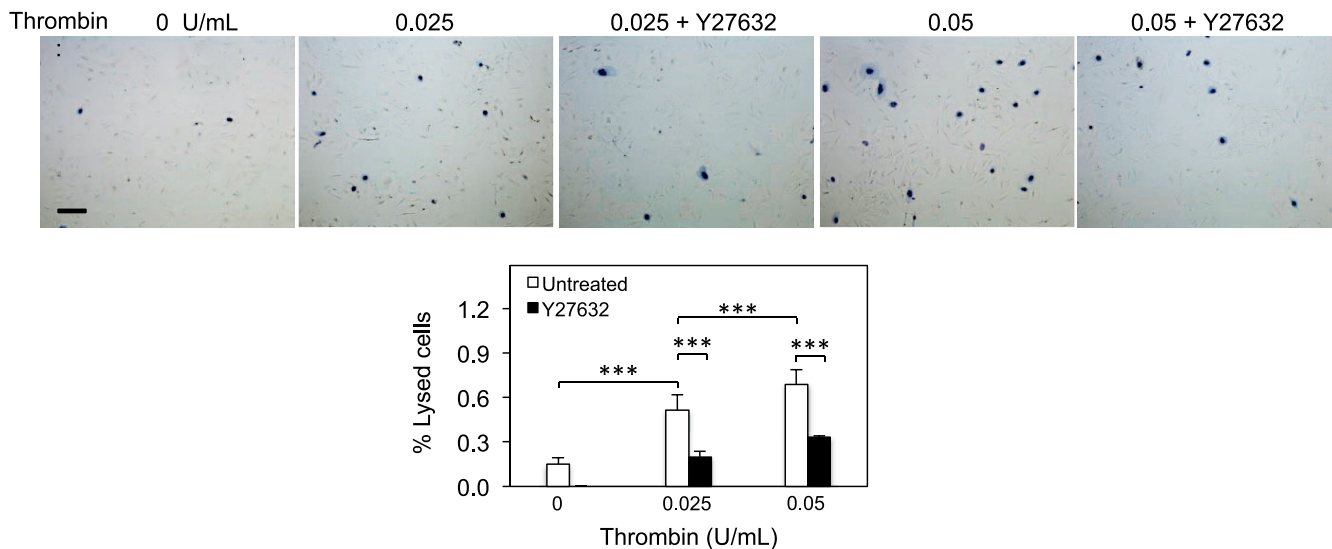 Thrombin 0 U/mL 0.025 0.025 + Y27632 0.05 0.05 + Y27632
Untreated
Y27632
1.2
0.9
0.6
0.3
0.0
% Lysed cells
***
***
***
***
0 0.025 0.05
Thrombin (U/mL)